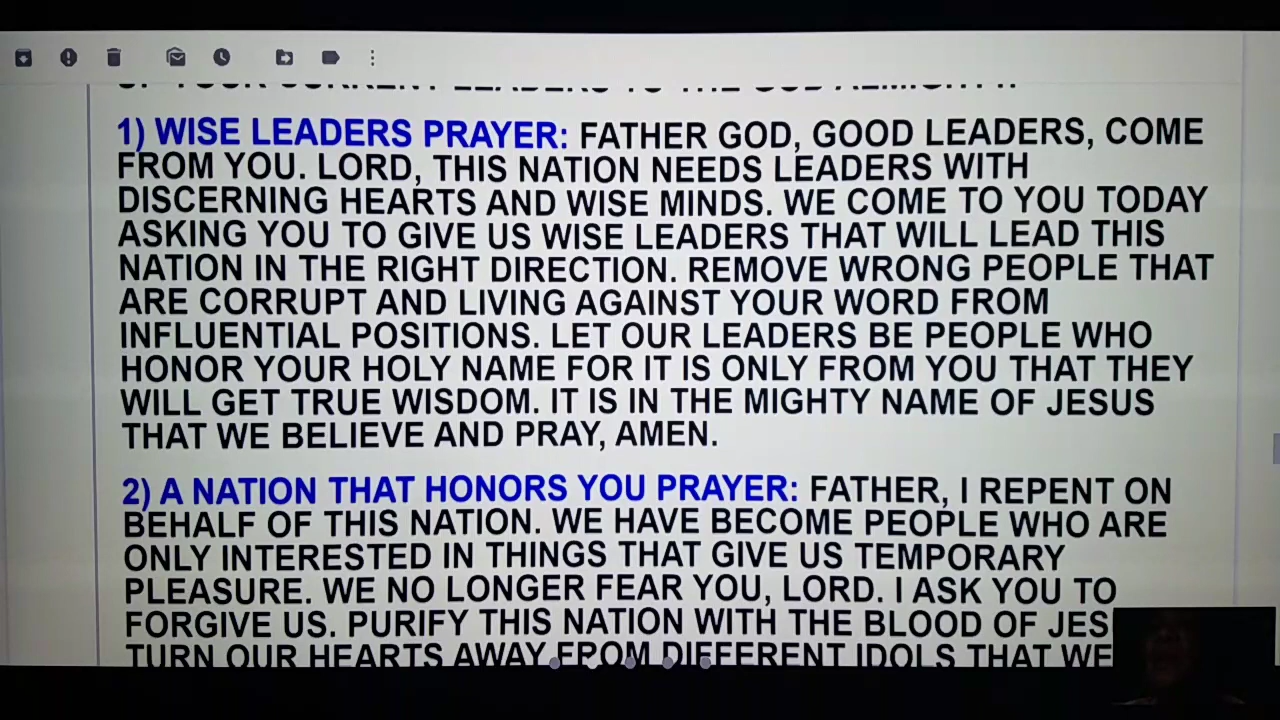 1) WISE LEADERS PRAYER: FATHER GOD, GOOD LEADERS, COME
FROM YOU. LORD, THIS NATION NEEDS LEADERS WITH
DISCERNING HEARTS AND WISE MINDS. WE COME TO YOU TODAY
ASKING YOU TO GIVE US WISE LEADERS THAT WILL LEAD THIS
NATION IN THE RIGHT DIRECTION. REMOVE WRONG PEOPLE THAT
ARE CORRUPT AND LIVING AGAINST YOUR WORD FROM
INFLUENTIAL POSITIONS. LET OUR LEADERS BE PEOPLE WHO
HONOR YOUR HOLY NAME FOR IT IS ONLY FROM YOU THAT THEY
WILL GET TRUE WISDOM. IT IS IN THE MIGHTY NAME OF JESUS
THAT WE BELIEVE AND PRAY, AMEN.
2) A NATION THAT HONORS YOU PRAYER: FATHER, I REPENT ON
BEHALF OF THIS NATION. WE HAVE BECOME PEOPLE WHO ARE
ONLY INTERESTED IN THINGS THAT GIVE US TEMPORARY
PLEASURE. WE NO LONGER FEAR YOU, LORD. I ASK YOU TO
FORGIVE US. PURIFY THIS NATION WITH THE BLOOD OF JES
TURN OUR HEARTS AWAY FROM DIFFERENT IDOLS THAT WE